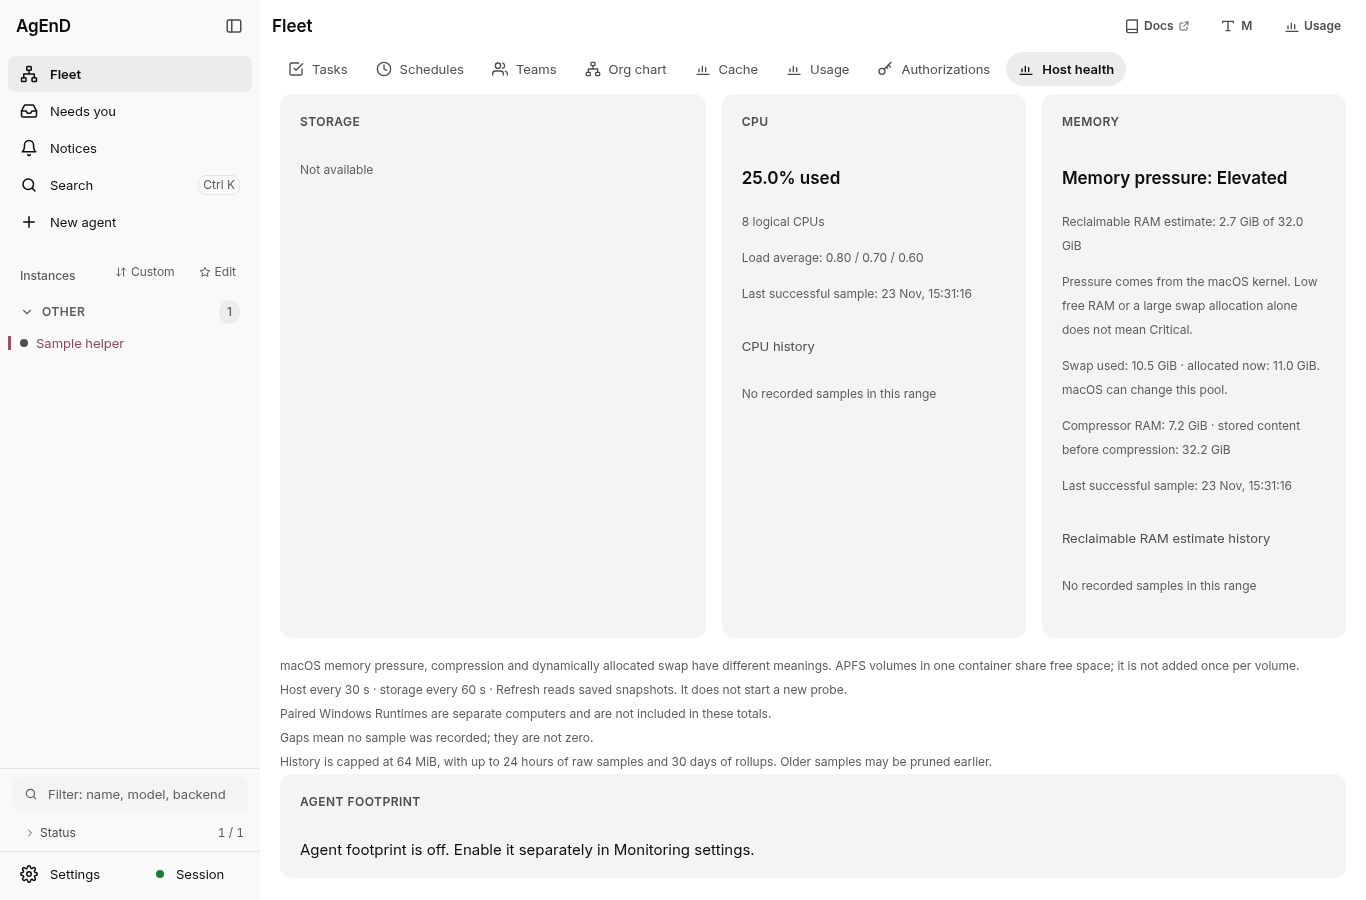 AgEnD
Fleet
Needs you
Notices
Search
Ctrl K
New agent
Instances
Custom
Edit
OTHER
1
Sample helper
Filter: name, model, backend
Status
1 / 1
Settings
Session
Fleet
Docs
M
Usage
Tasks
Schedules
Teams
Org chart
Cache
Usage
Authorizations
Host health
STORAGE
Not available
CPU
25.0% used
8 logical CPUs
Load average: 0.80 / 0.70 / 0.60
Last successful sample: 23 Nov, 15:31:16
CPU history
No recorded samples in this range
MEMORY
Memory pressure: Elevated
Reclaimable RAM estimate: 2.7 GiB of 32.0
GiB
Pressure comes from the macOS kernel. Low
free RAM or a large swap allocation alone
does not mean Critical.
Swap used: 10.5 GiB · allocated now: 11.0 GiB.
macOS can change this pool.
Compressor RAM: 7.2 GiB · stored content
before compression: 32.2 GiB
Last successful sample: 23 Nov, 15:31:16
Reclaimable RAM estimate history
No recorded samples in this range
macOS memory pressure, compression and dynamically allocated swap have different meanings. APFS volumes in one container share free space; it is not added once per volume.
Host every 30 s · storage every 60 s · Refresh reads saved snapshots. It does not start a new probe.
Paired Windows Runtimes are separate computers and are not included in these totals.
Gaps mean no sample was recorded; they are not zero.
History is capped at 64 MiB, with up to 24 hours of raw samples and 30 days of rollups. Older samples may be pruned earlier.
AGENT FOOTPRINT
Agent footprint is off. Enable it separately in Monitoring settings.